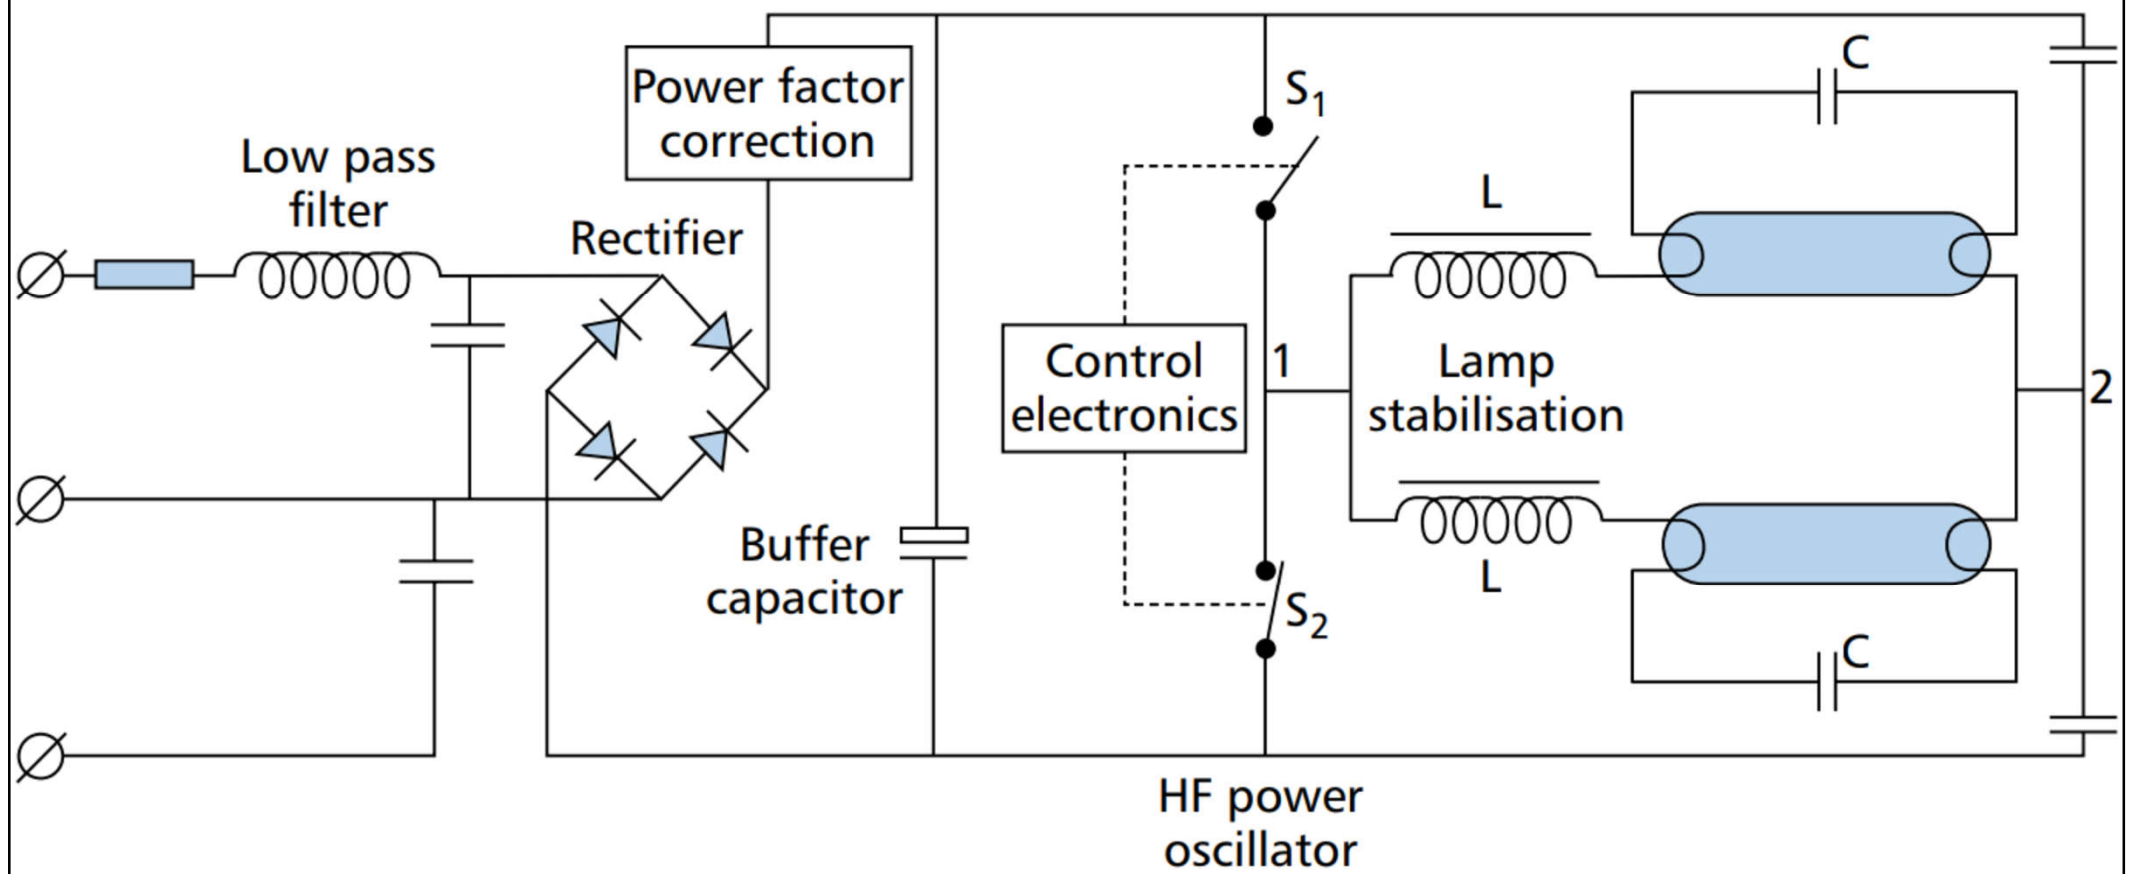 Power factor
correction
Low pass
filter
Rectifier
Buffer
capacitor
Control
electronics
S1
S2
1
L
Lamp
stabilisation
L
C
C
2
HF power
oscillator